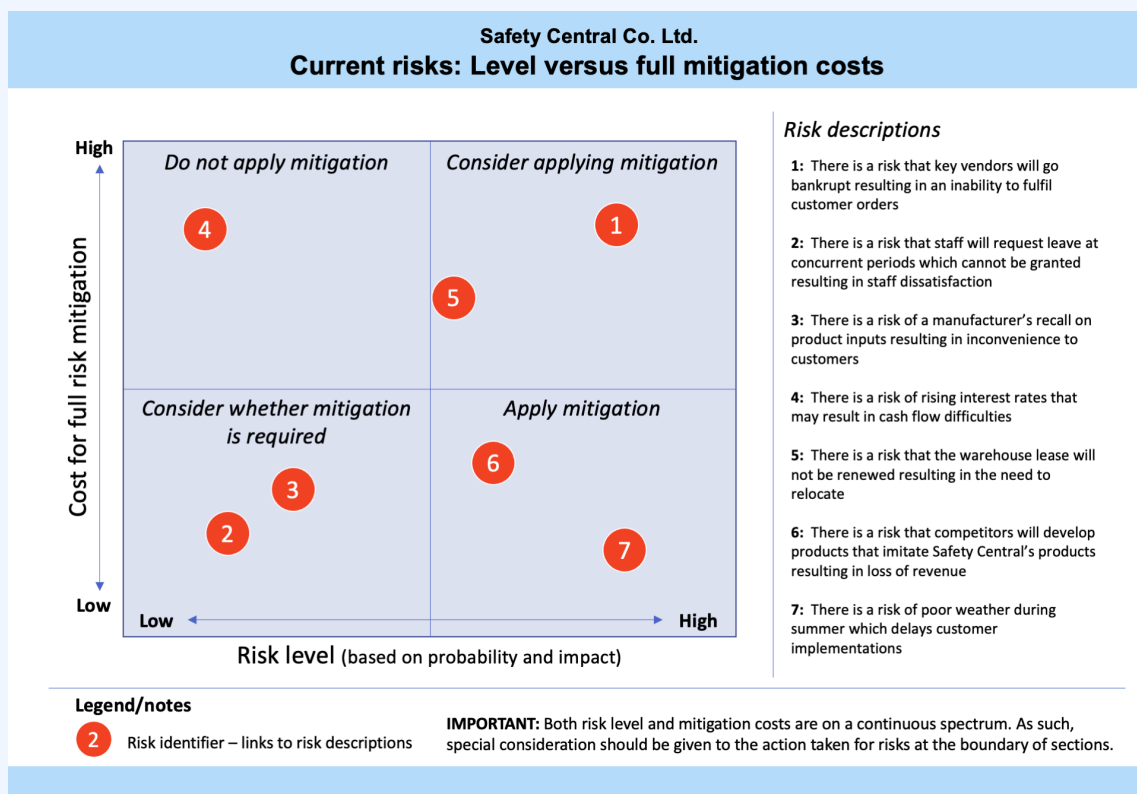 Safety Central Co. Ltd.
Current risks: Level versus full mitigation costs
High
Cost for full risk mitigation
Low
Do not apply mitigation
Consider applying mitigation
4
1
5
Consider whether mitigation
is required
Apply mitigation
6
3
2
7
Low
High
Risk level (based on probability and impact)
Risk descriptions
1: There is a risk that key vendors will go
bankrupt resulting in an inability to fulfil
customer orders
2: There is a risk that staff will request leave at
concurrent periods which cannot be granted
resulting in staff dissatisfaction
3: There is a risk of a manufacturer's recall on
product inputs resulting in inconvenience to
customers
4: There is a risk of rising interest rates that
may result in cash flow difficulties
5: There is a risk that the warehouse lease will
not be renewed resulting in the need to
relocate
6: There is a risk that competitors will develop
products that imitate Safety Central's products
resulting in loss of revenue
7: There is a risk of poor weather during
summer which delays customer
implementations
Legend/notes
2
Risk identifier – links to risk descriptions
IMPORTANT: Both risk level and mitigation costs are on a continuous spectrum. As such,
special consideration should be given to the action taken for risks at the boundary of sections.